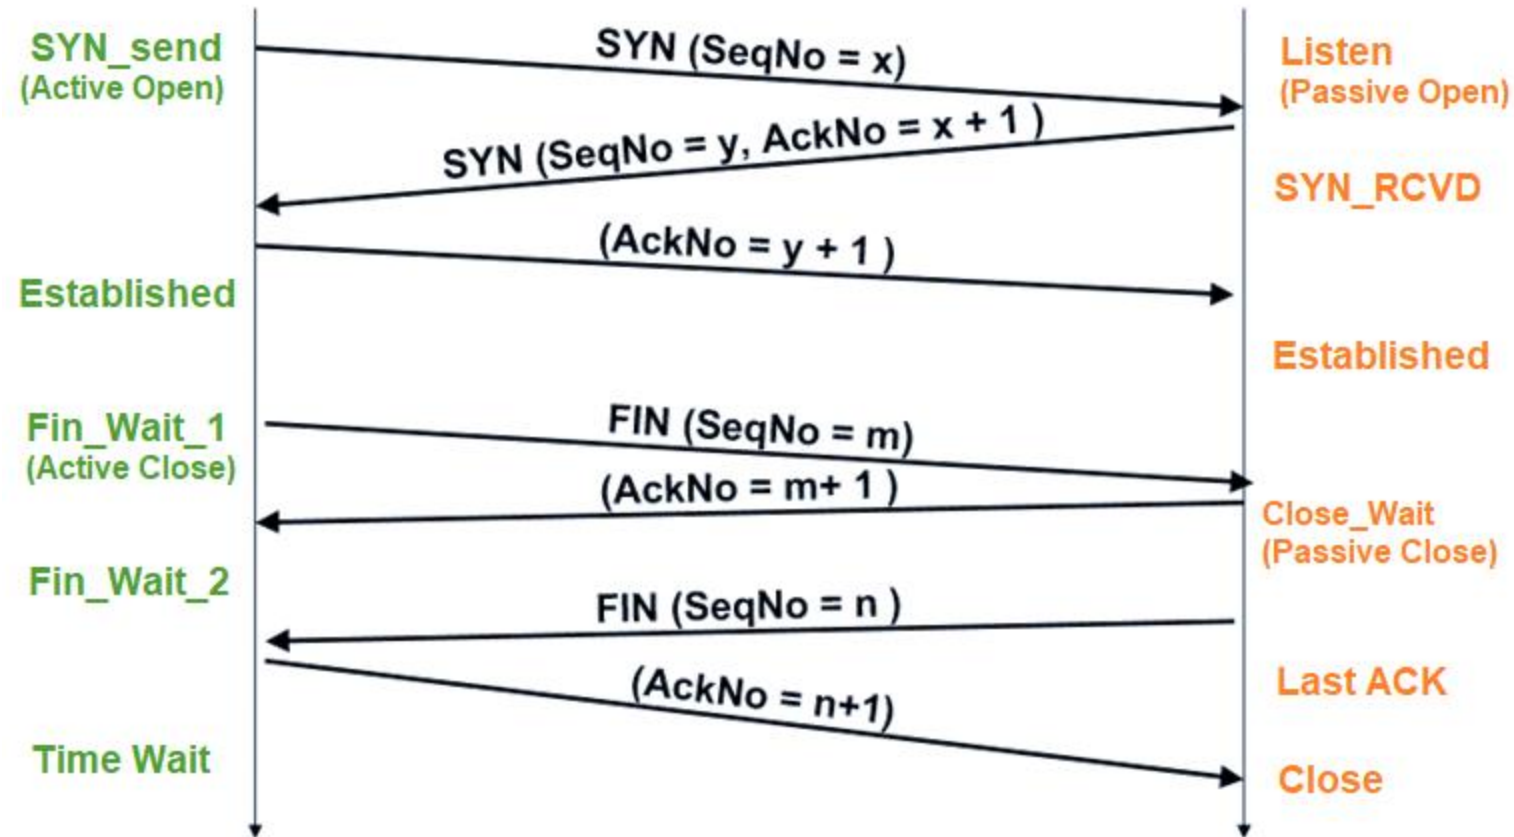 SYN_send
(Active Open)
SYN (SeqNo = x)
Listen
(Passive Open)
SYN (SeqNo = y, AckNo = x + 1 )
SYN_RCVD
(AckNo = y + 1 )
Established
Established
Fin_Wait_1
(Active Close)
FIN (SeqNo = m)
(AckNo = m+ 1 )
Close_Wait
(Passive Close)
Fin_Wait_2
FIN (SeqNo = n )
Last ACK
(AckNo = n+1)
Time Wait
Close